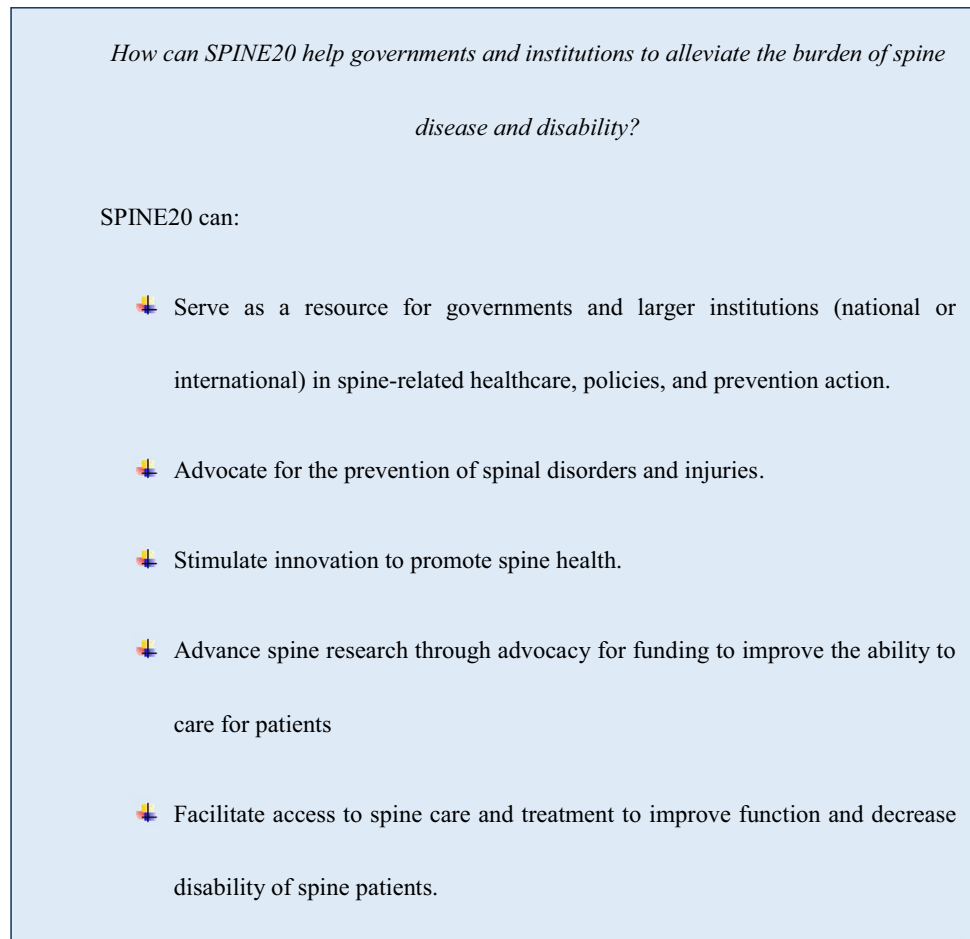 How can SPINE20 help governments and institutions to alleviate the burden of spine
disease and disability?
SPINE20 can:
Serve as a resource for governments and larger institutions (national or
international) in spine-related healthcare, policies, and prevention action.
Advocate for the prevention of spinal disorders and injuries.
Stimulate innovation to promote spine health.
Advance spine research through advocacy for funding to improve the ability to
care for patients
Facilitate access to spine care and treatment to improve function and decrease
disability of spine patients.